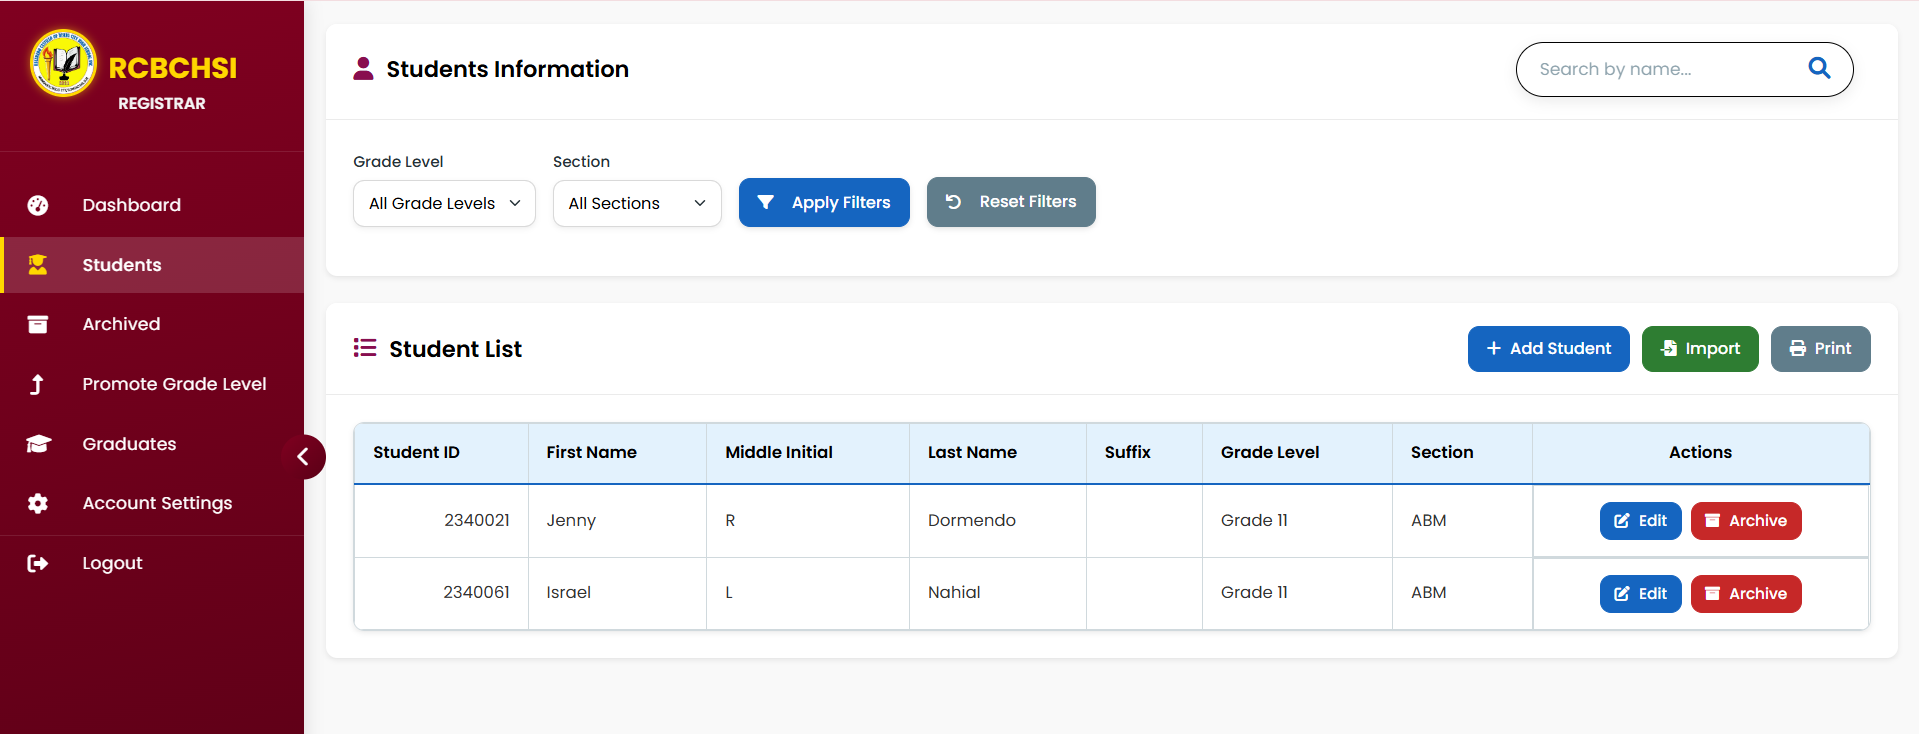 RCBCHSI
REGISTRAR
Dashboard
Students
Archived
Promote Grade Level
Graduates
Account Settings
Logout
Students Information
Search by name...
Grade Level
Section
All Grade Levels
All Sections
Apply Filters
Reset Filters
Student List
Add Student
Import
Print
Student ID First Name Middle Initial Last Name Suffix Grade Level Section Actions
2340021 Jenny R Dormendo Grade 11 ABM Edit Archive
2340061 Israel L Nahial Grade 11 ABM Edit Archive